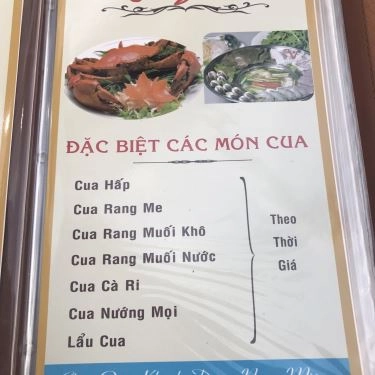 ĐẶC BIỆT CÁC MÓN CUA
Cua Hấp
Cua Rang Me
Cua Rang Muối Khô
Cua Rang Muối Nước
Cua Cà Ri
Cua Nướng Mọi
Lẩu Cua
Theo
Thời
Giá